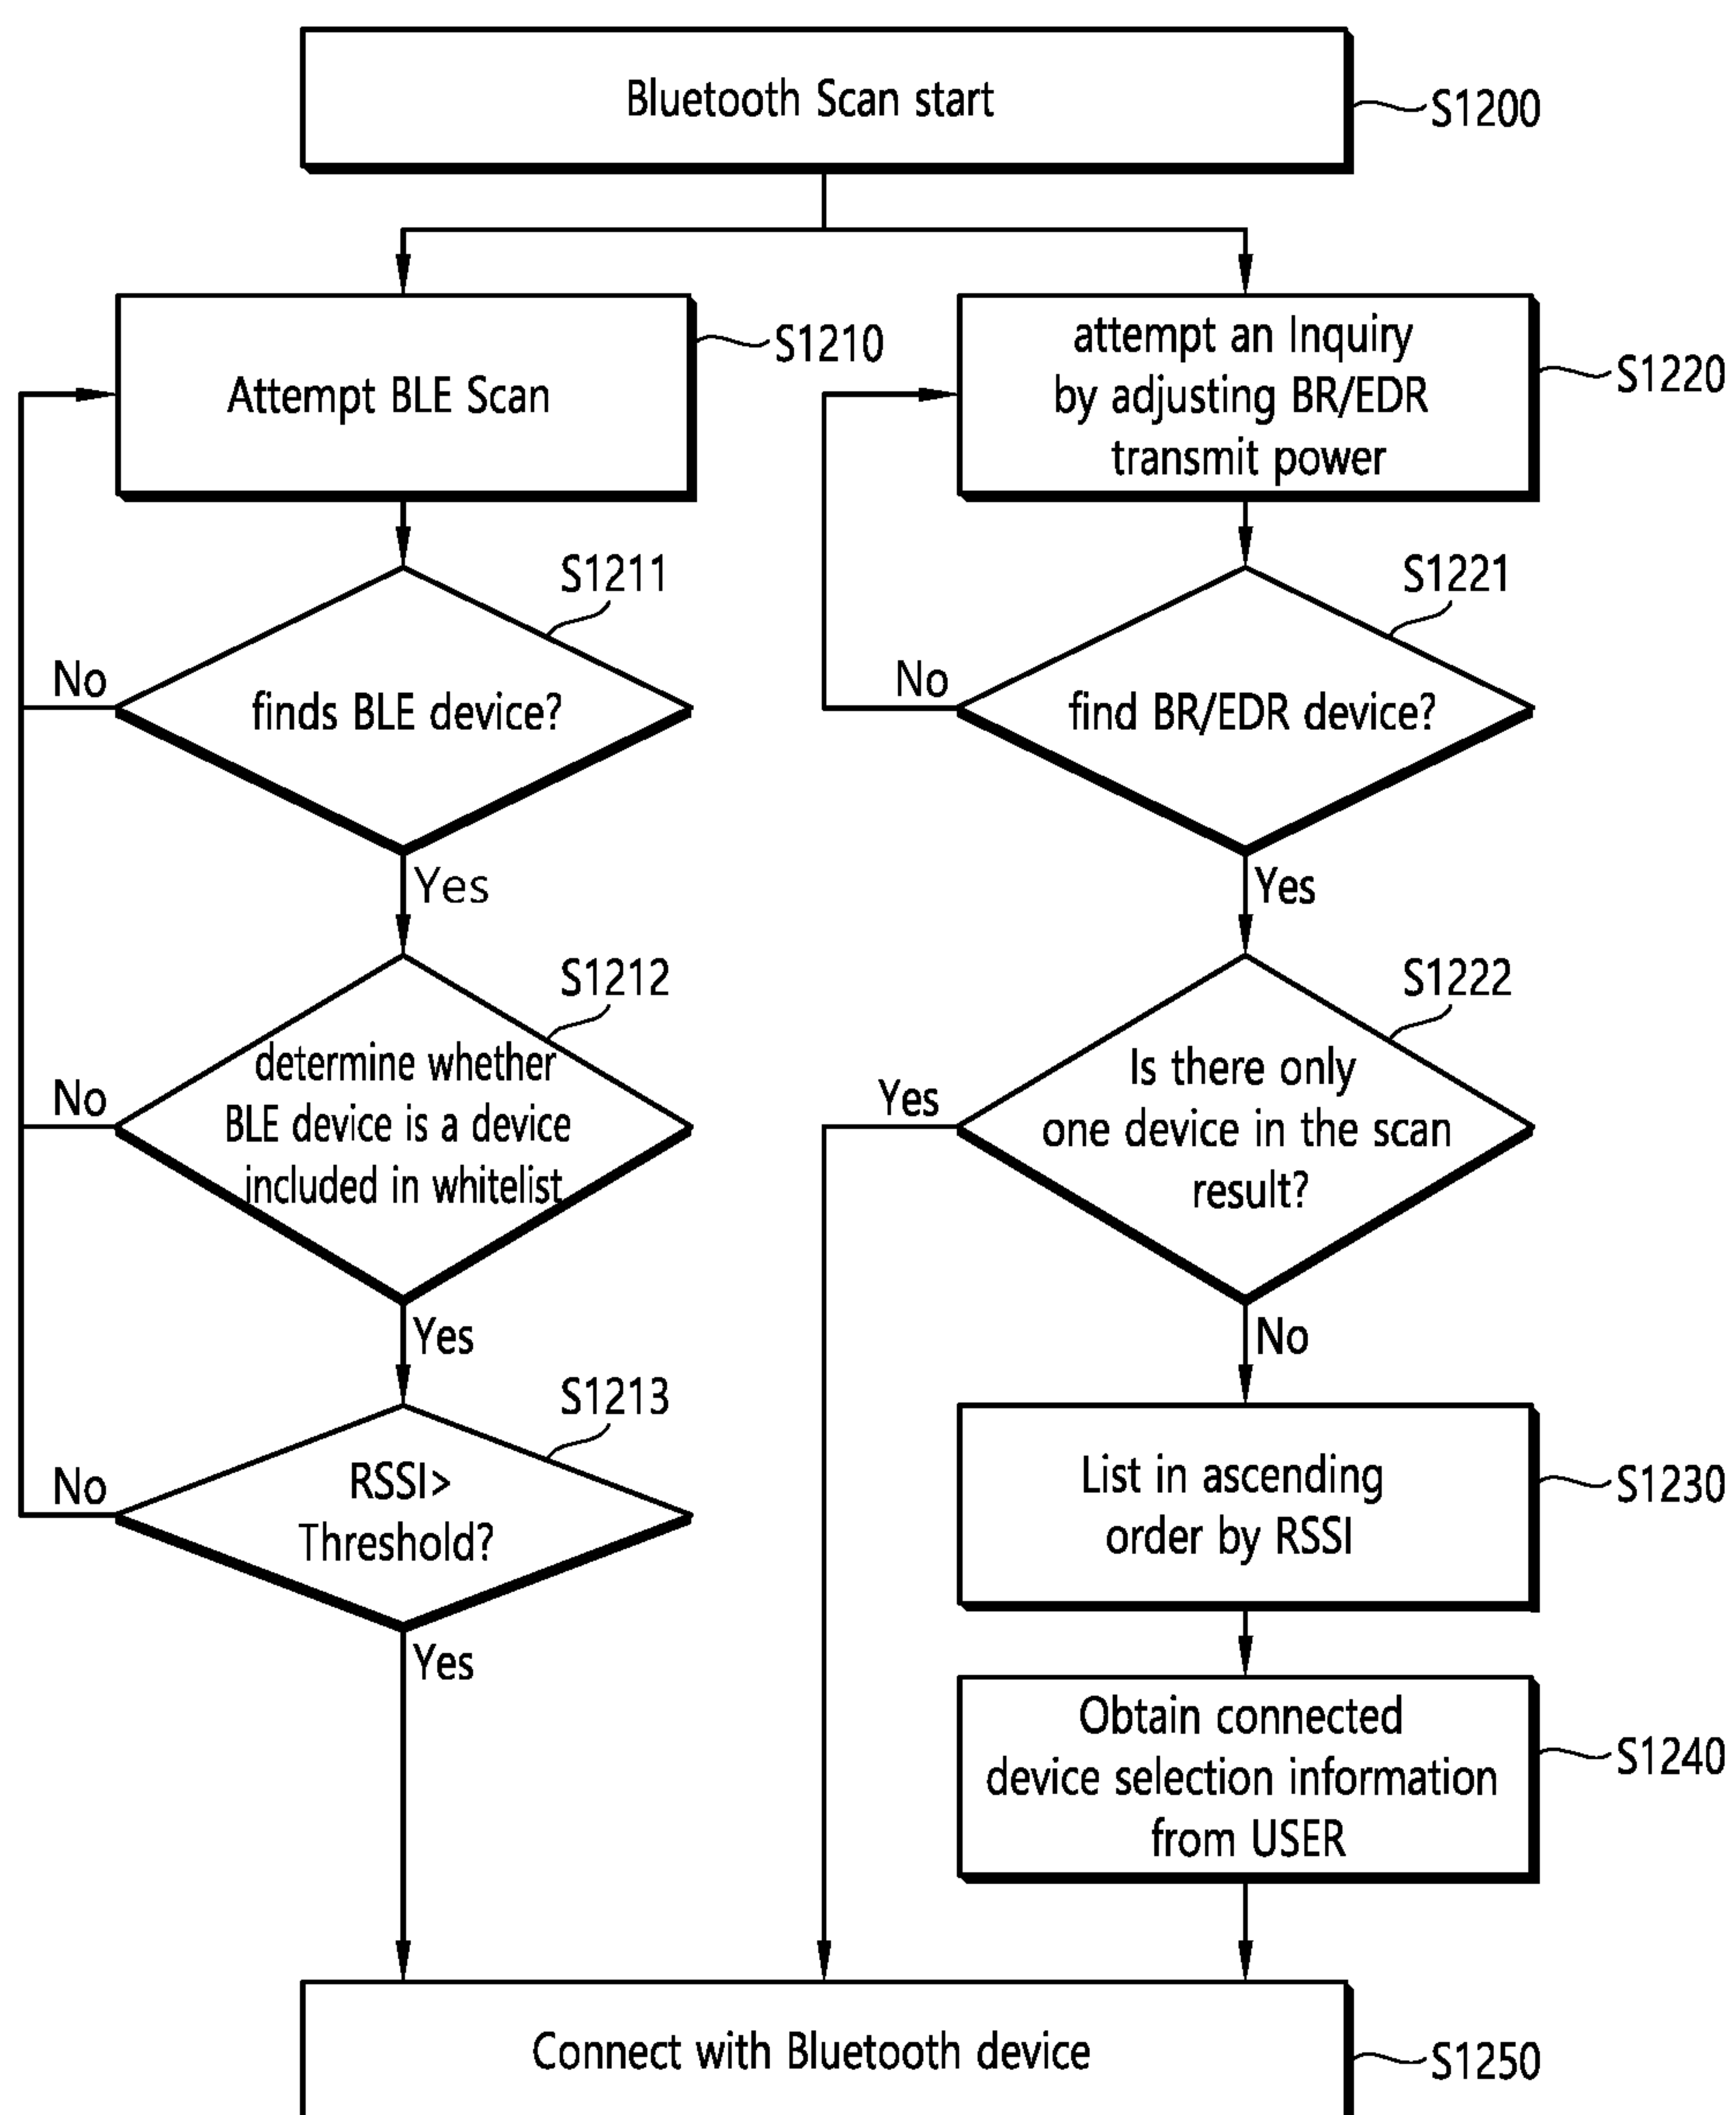 Bluetooth Scan start
S1200
Attempt BLE Scan
S1210
attempt an Inquiry
by adjusting BR/EDR
transmit power
S1220
S1211
finds BLE device?
No
Yes
S1221
find BR/EDR device?
No
Yes
S1212
determine whether
BLE device is a device
included in whitelist
No
Yes
S1222
Is there only
one device in the scan
result?
Yes
No
S1213
RSSI>
Threshold?
No
Yes
List in ascending
order by RSSI
S1230
Obtain connected
device selection information
from USER
S1240
Connect with Bluetooth device
S1250